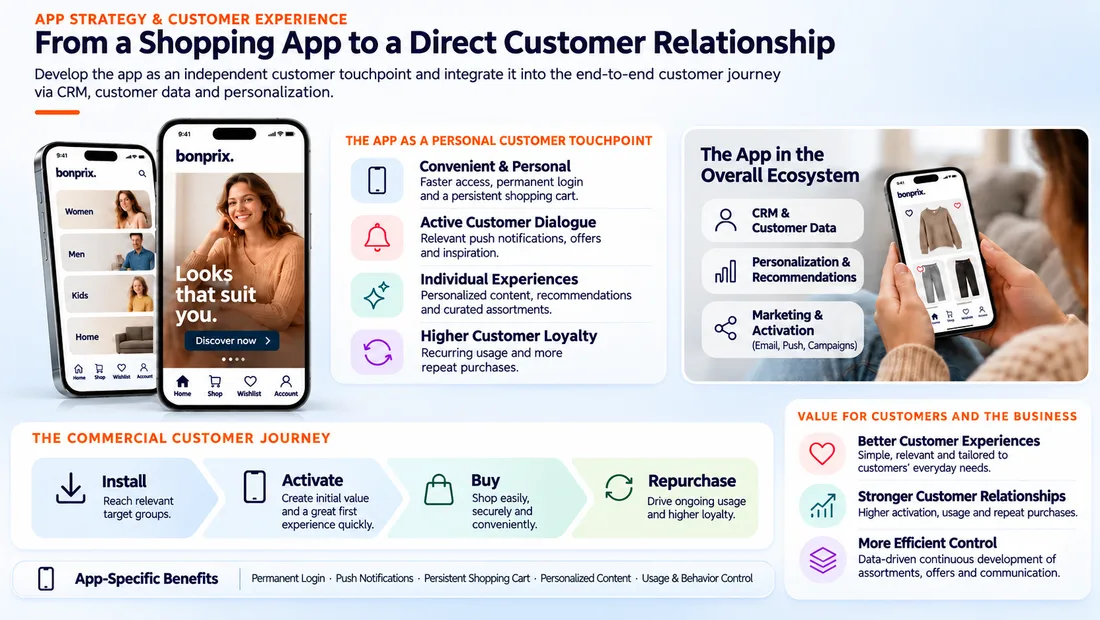 APP STRATEGY & CUSTOMER EXPERIENCE
From a Shopping App to a Direct Customer Relationship
Develop the app as an independent customer touchpoint and integrate it into the end-to-end customer journey
via CRM, customer data and personalization.
9:41
bonprix.
Women
Men
Kids
Home
Home
Shop
Wishlist
Account
9:41
bonprix.
Looks
that suit
you.
Discover now
Home
Shop
Wishlist
Account
THE APP AS A PERSONAL CUSTOMER TOUCHPOINT
Convenient & Personal
Faster access, permanent login
and a persistent shopping cart.
Active Customer Dialogue
Relevant push notifications, offers
and inspiration.
Individual Experiences
Personalized content, recommendations
and curated assortments.
Higher Customer Loyalty
Recurring usage and more
repeat purchases.
The App in the
Overall Ecosystem
CRM &
Customer Data
Personalization &
Recommendations
Marketing &
Activation
(Email, Push, Campaigns)
9:41
bonprix.
Home
Shop
Wishlist
Account
THE COMMERCIAL CUSTOMER JOURNEY
Install
Reach relevant
target groups.
Activate
Create initial value
and a great first
experience quickly.
Buy
Shop easily,
securely and
conveniently.
Repurchase
Drive ongoing usage
and higher loyalty.
App-Specific Benefits
Permanent Login · Push Notifications · Persistent Shopping Cart · Personalized Content · Usage & Behavior Control
VALUE FOR CUSTOMERS AND THE BUSINESS
Better Customer Experiences
Simple, relevant and tailored to
customers' everyday needs.
Stronger Customer Relationships
Higher activation, usage and repeat purchases.
More Efficient Control
Data-driven continuous development of
assortments, offers and communication.